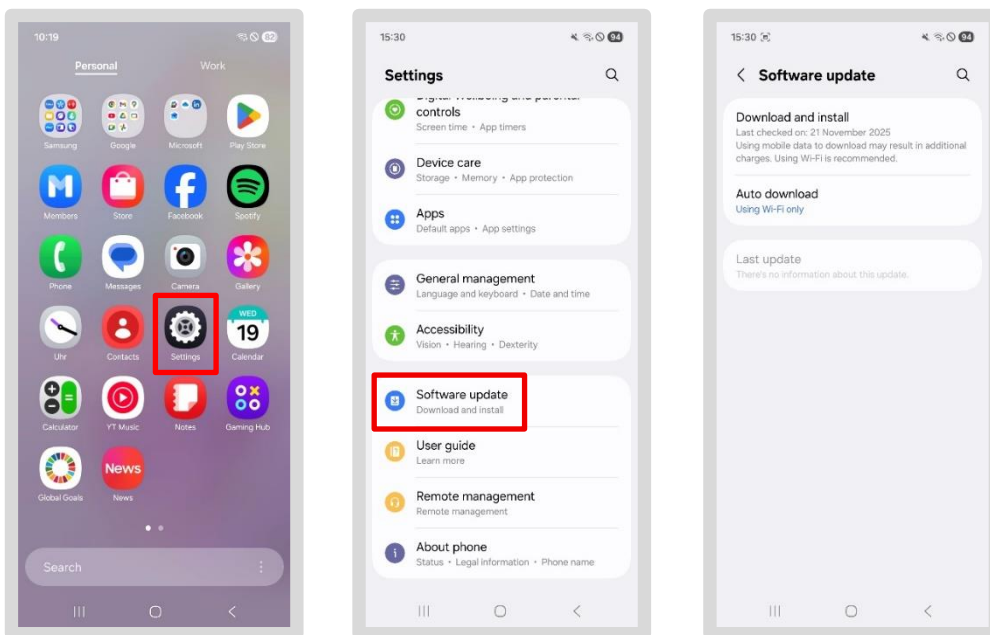 10:19
82
Personal Work
Samsung Google Microsoft Play Store
Members Store Facebook Spotify
Phone Messages Camera Gallery
WED
19
Uhr Contacts Settings Calendar
Calculator YT Music Notes Gaming Hub
News
Global Goals News
Search
15:30
94
Settings
Digital Wellbeing and parental
controls
Screen time • App timers
Device care
Storage • Memory • App protection
Apps
Default apps • App settings
General management
Language and keyboard • Date and time
Accessibility
Vision • Hearing • Dexterity
Software update
Download and install
User guide
Learn more
Remote management
Remote management
About phone
Status • Legal information • Phone name
15:30
94
Software update
Download and install
Last checked on: 21 November 2025
Using mobile data to download may result in additional
charges. Using Wi-Fi is recommended.
Auto download
Using Wi-Fi only
Last update
There's no information about this update.